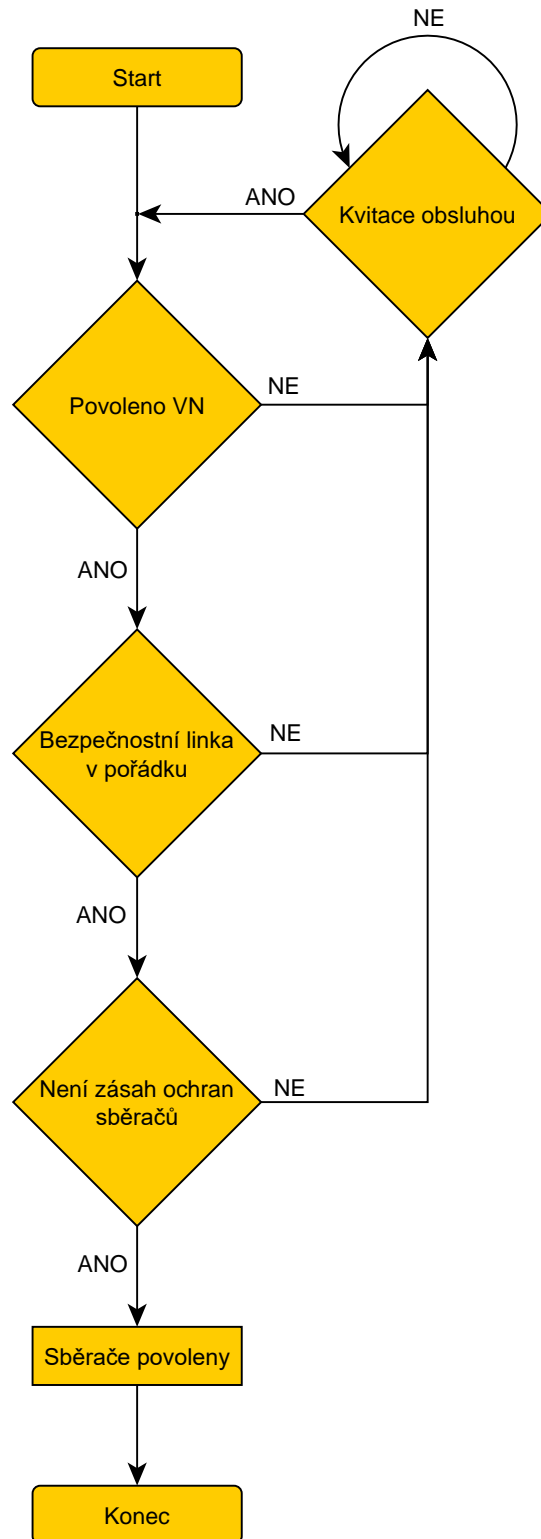 NE
Start
ANO
Kvitace obsluhou
Povoleno VN
NE
ANO
Bezpečnostní linka
v pořádku
NE
ANO
Není zásah ochran
sběračů
NE
ANO
Sběrače povoleny
Konec